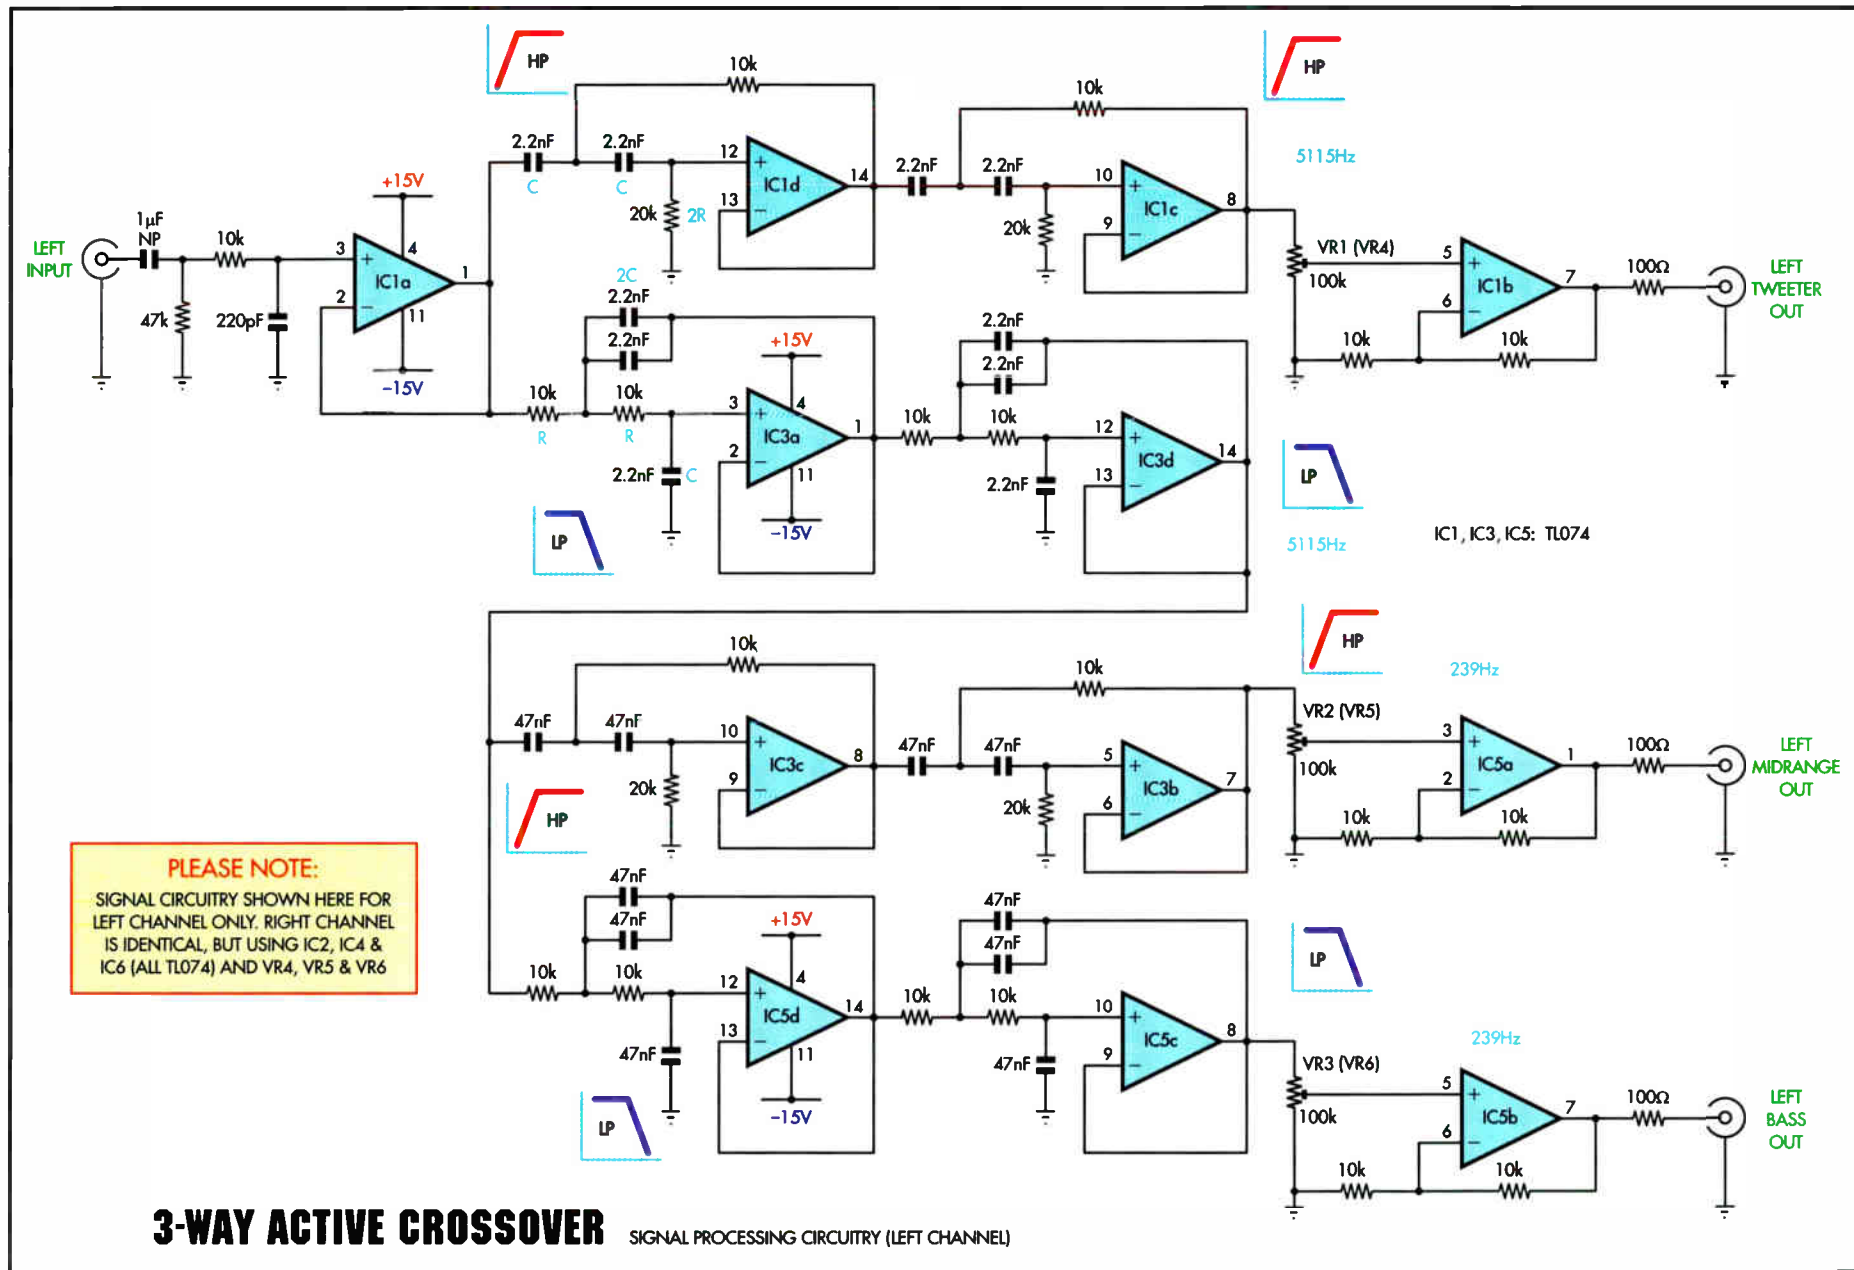 HP
10k
HP
10k
2.2nF
2.2nF
12
+
IC1d
14
13
−
C
C
20k
2R
5115Hz
2.2nF
2.2nF
10
+
IC1c
8
9
−
20k
+15V
1µF
NP
LEFT
INPUT
10k
47k
220pF
3
+
4
IC1a
1
2
−
11
−15V
VR1 (VR4)
100k
5
+
IC1b
7
6
−
100Ω
LEFT
TWEETER
OUT
10k
10k
2C
2.2nF
2.2nF
+15V
10k
10k
R
R
3
+
4
IC3a
1
2
−
11
2.2nF
C
−15V
LP
2.2nF
2.2nF
10k
10k
12
+
IC3d
14
13
−
2.2nF
LP
5115Hz
IC1, IC3, IC5: TL074
10k
47nF
47nF
10
+
IC3c
8
9
−
20k
HP
10k
47nF
47nF
5
+
IC3b
7
6
−
20k
HP
239Hz
VR2 (VR5)
100k
3
+
IC5a
1
2
−
100Ω
LEFT
MIDRANGE
OUT
10k
10k
PLEASE NOTE:
SIGNAL CIRCUITRY SHOWN HERE FOR
LEFT CHANNEL ONLY. RIGHT CHANNEL
IS IDENTICAL, BUT USING IC2, IC4 &
IC6 (ALL TL074) AND VR4, VR5 & VR6
47nF
47nF
+15V
10k
10k
12
+
4
IC5d
14
13
−
11
47nF
−15V
LP
47nF
47nF
10k
10k
10
+
IC5c
8
9
−
47nF
LP
239Hz
VR3 (VR6)
100k
5
+
IC5b
7
6
−
100Ω
LEFT
BASS
OUT
10k
10k
3-WAY ACTIVE CROSSOVER
SIGNAL PROCESSING CIRCUITRY (LEFT CHANNEL)